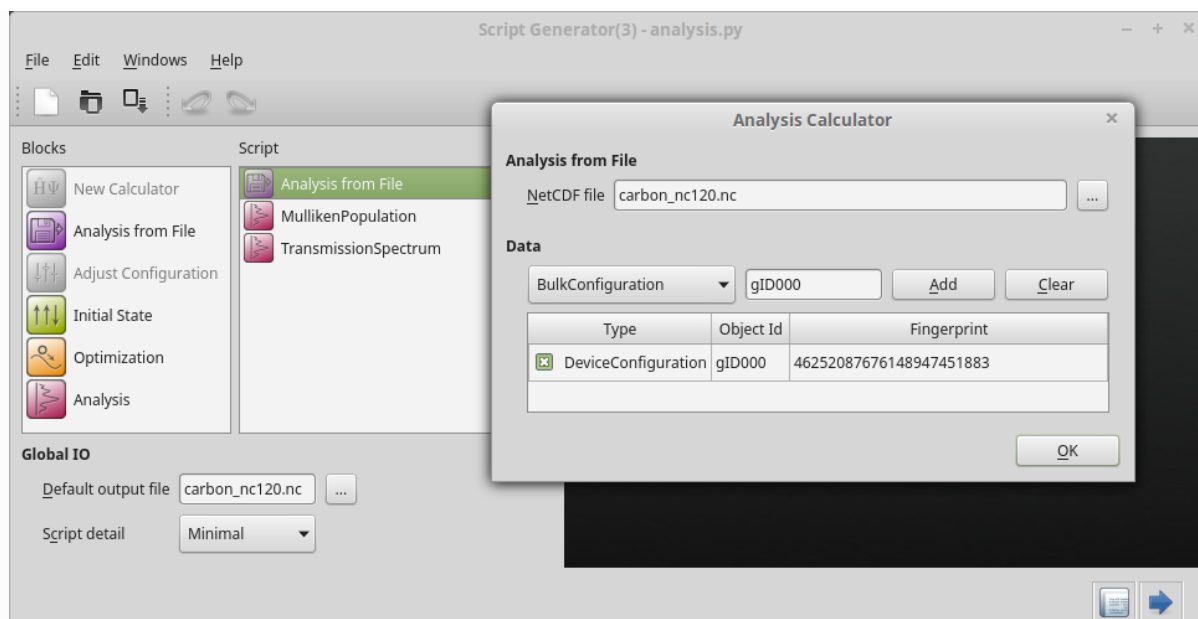 Script Generator(3) - analysis.py
File Edit Windows Help
Blocks
New Calculator
Analysis from File
Adjust Configuration
Initial State
Optimization
Analysis
Script
Analysis from File
MullikenPopulation
TransmissionSpectrum
Global IO
Default output file carbon_nc120.nc ...
Script detail Minimal
Analysis Calculator
Analysis from File
NetCDF file carbon_nc120.nc ...
Data
BulkConfiguration gID000 Add Clear
Type Object Id Fingerprint
DeviceConfiguration gID000 46252087676148947451883
OK